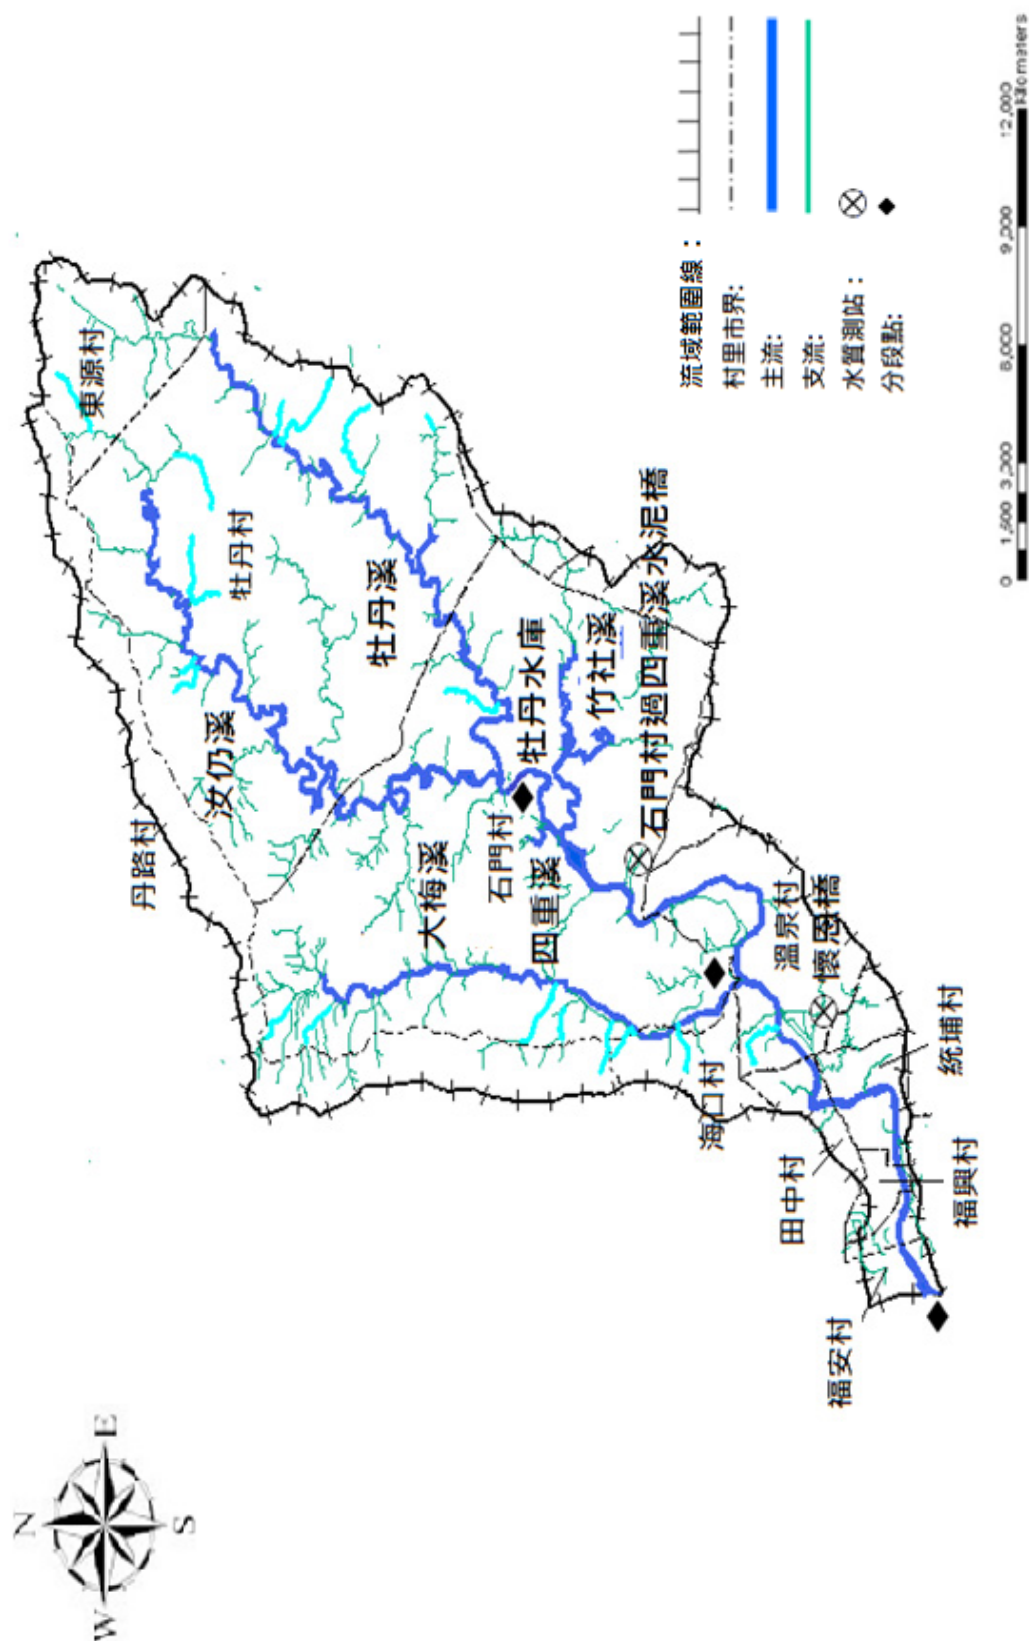 N
W
E
S
東源村
牡丹村
丹路村
汝仍溪
牡丹溪
大梅溪
石門村
牡丹水庫
竹社溪
四重溪
石門村過四重溪水泥橋
溫泉村
懷恩橋
海口村
統埔村
田中村
福興村
福安村
流域範圍線：
村里市界:
主流:
支流:
水質測站：
分段點:
0 1,600 3,200 6,000 9,000 12,000
Kilometers